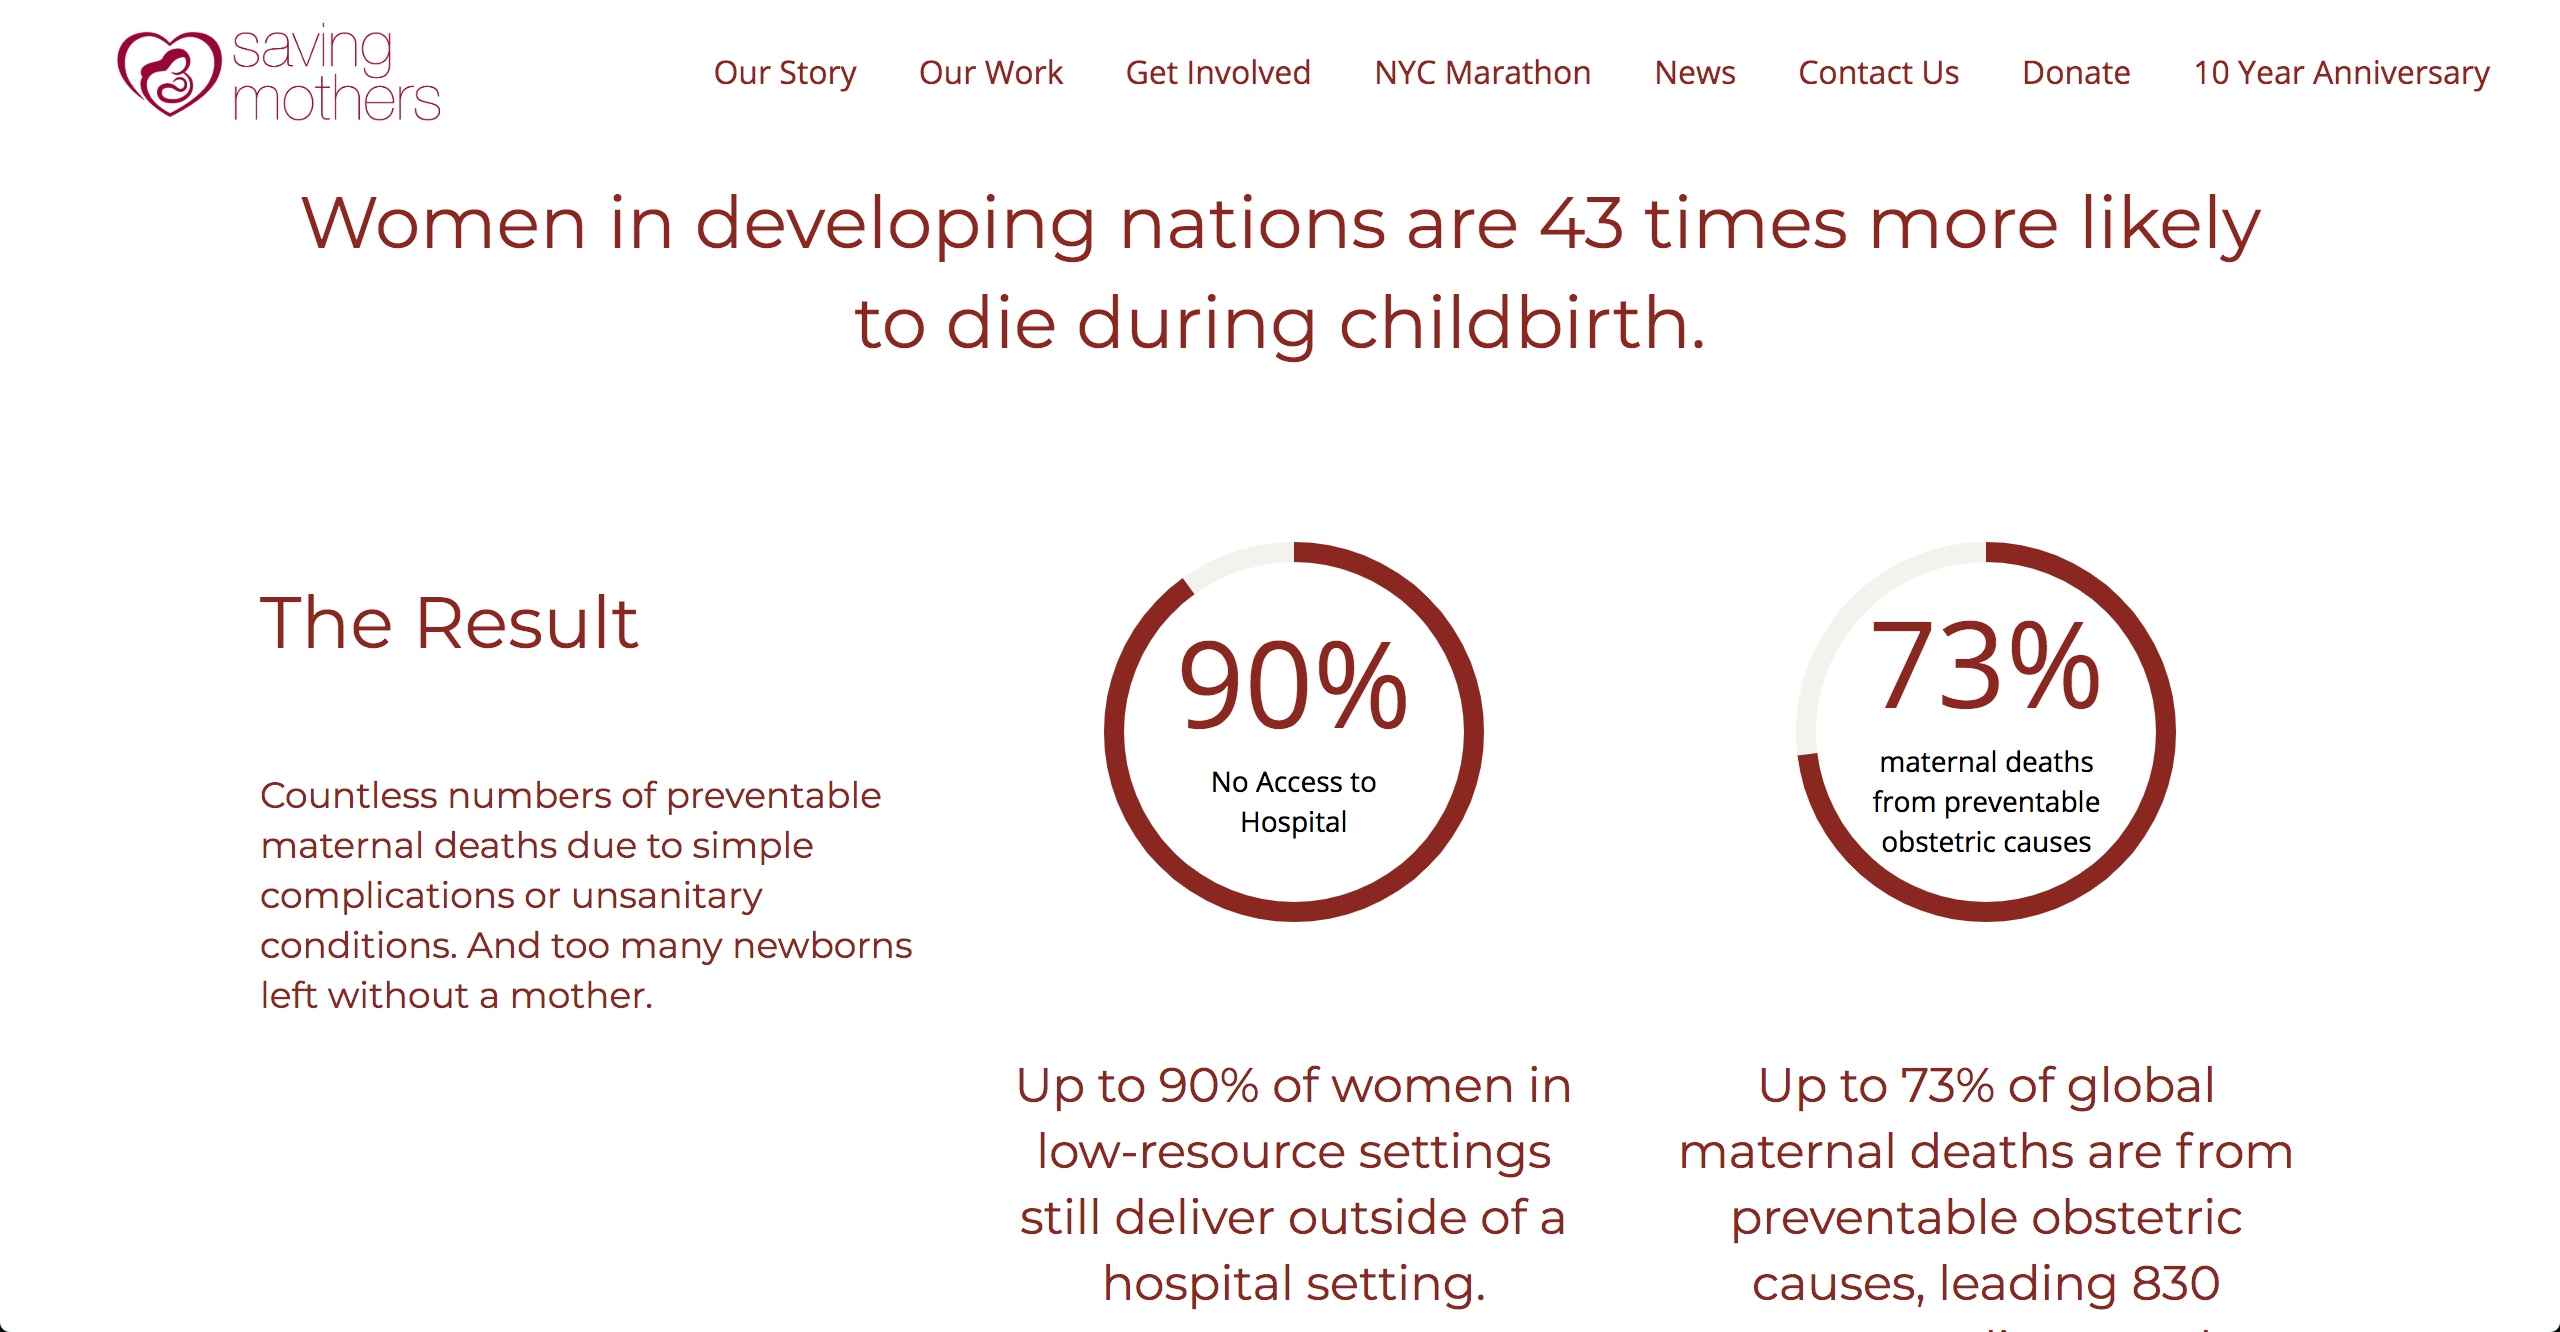 saving
mothers
Our Story
Our Work
Get Involved
NYC Marathon
News
Contact Us
Donate
10 Year Anniversary
Women in developing nations are 43 times more likely
to die during childbirth.
The Result
Countless numbers of preventable
maternal deaths due to simple
complications or unsanitary
conditions. And too many newborns
left without a mother.
90%
No Access to
Hospital
Up to 90% of women in
low-resource settings
still deliver outside of a
hospital setting.
73%
maternal deaths
from preventable
obstetric causes
Up to 73% of global
maternal deaths are from
preventable obstetric
causes, leading 830